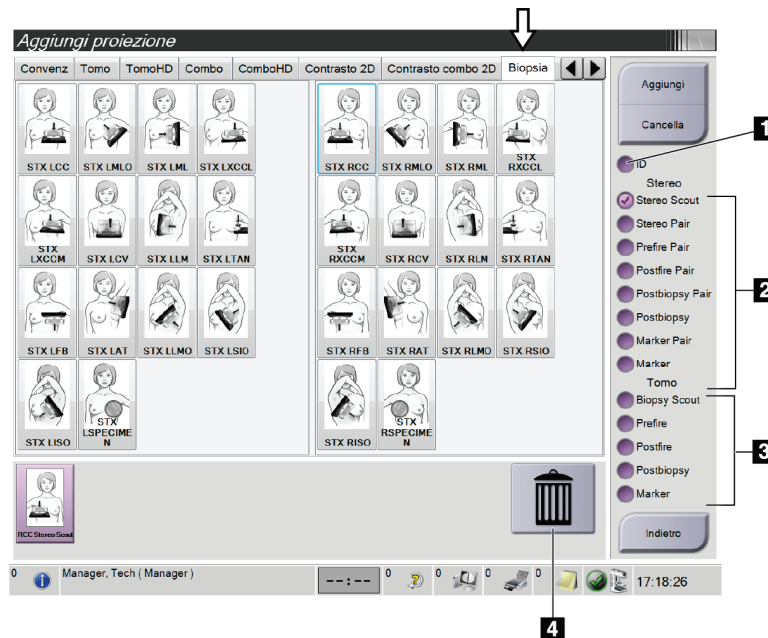 Aggiungi proiezione
Convenz Tomo TomoHD Combo ComboHD Contrasto 2D Contrasto combo 2D Biopsia
STX LCC STX LMLO STX LML STX LXCCL
STX LXCCM STX LCV STX LLM STX LTAN
STX LFB STX LAT STX LLMO STX LSIO
STX LISO STX LSPECIMEN
STX RCC STX RMLO STX RML STX RXCCL
STX RXCCM STX RCV STX RLM STX RTAN
STX RFB STX RAT STX RLMO STX RSIO
STX RISO STX RSPECIMEN
Aggiungi
Cancella
1
ID
Stereo
Stereo Scout
Stereo Pair
Prefire Pair
Postfire Pair
Postbiopsy Pair
Postbiopsy
Marker Pair
Marker
2
Tomo
Biopsy Scout
Prefire
Postfire
Postbiopsy
Marker
3
Indietro
RCC Stereo Scout
0 Manager, Tech ( Manager ) --:-- 0 0 0 0 17:18:26
4